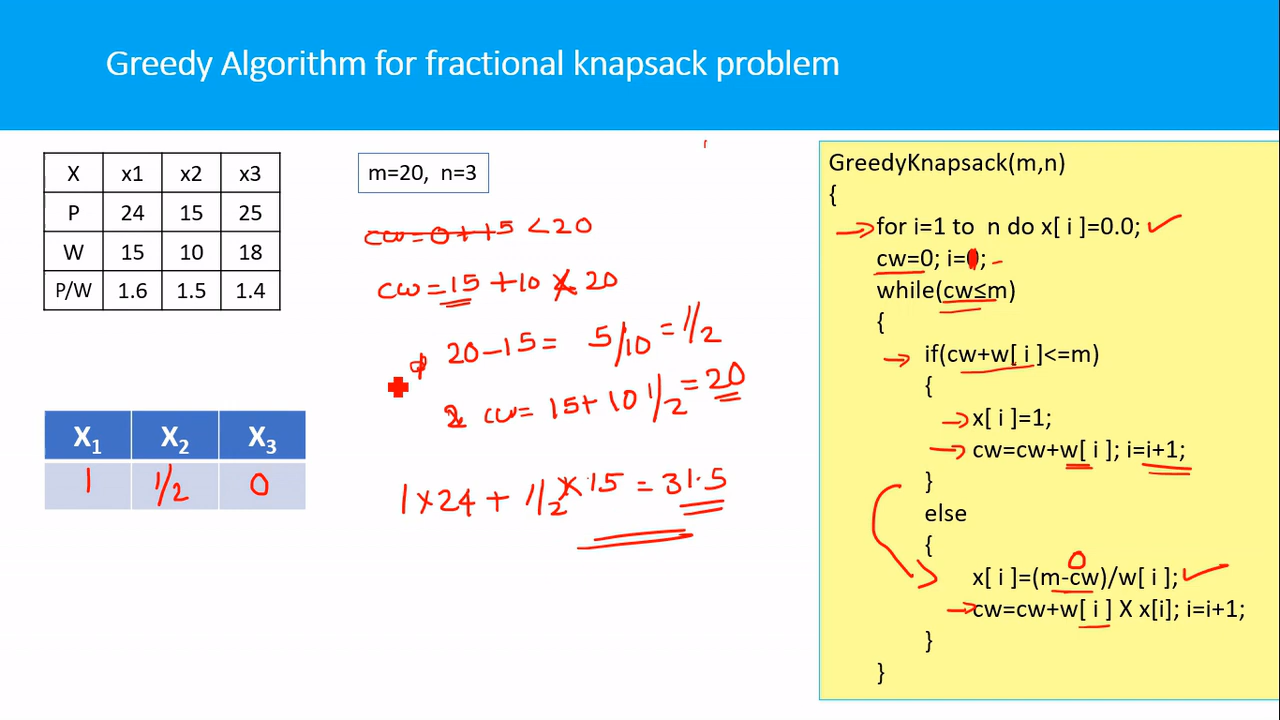 Greedy Algorithm for fractional knapsack problem
X x1 x2 x3
P 24 15 25
W 15 10 18
P/W 1.6 1.5 1.4
X1 X2 X3
1 1/2 0
m=20, n=3
cw=0+15 <20
cw=15+10 ≮ 20
20-15= 5/10 =1/2
cw= 15+10 1/2 =20
1x24+ 1/2 x15 = 31.5
GreedyKnapsack(m,n)
{
for i=1 to n do x[ i ]=0.0;
cw=0; i= ;
while(cw≤m)
{
if(cw+w[ i ]<=m)
{
x[ i ]=1;
cw=cw+w[ i ]; i=i+1;
}
else
{
0
x[ i ]=(m-cw)/w[ i ];
cw=cw+w[ i ] X x[i]; i=i+1;
}
}